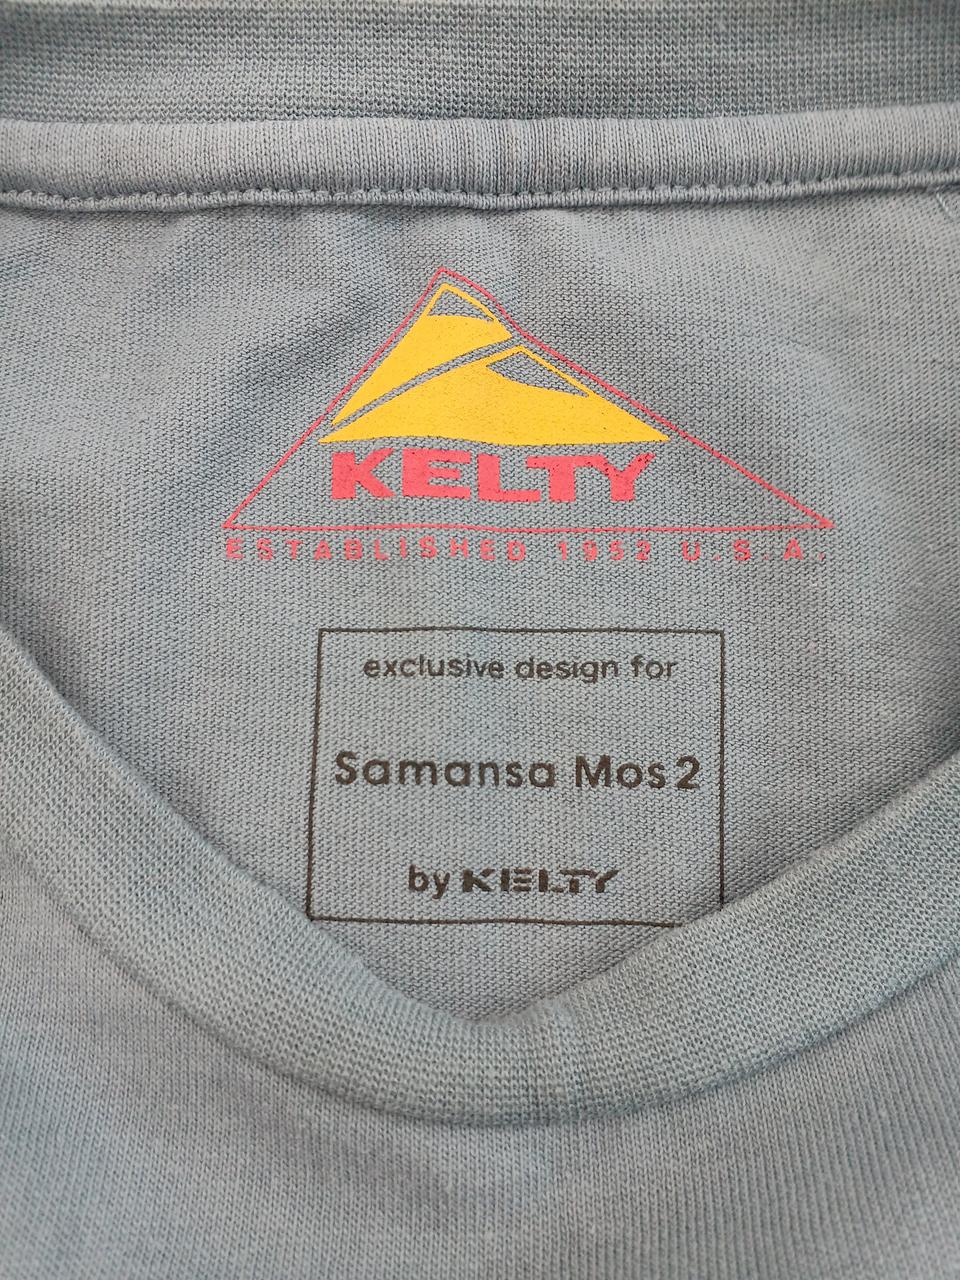 KELTY
ESTABLISHED 1952 U.S.A.
exclusive design for
Samansa Mos2
by KELTY